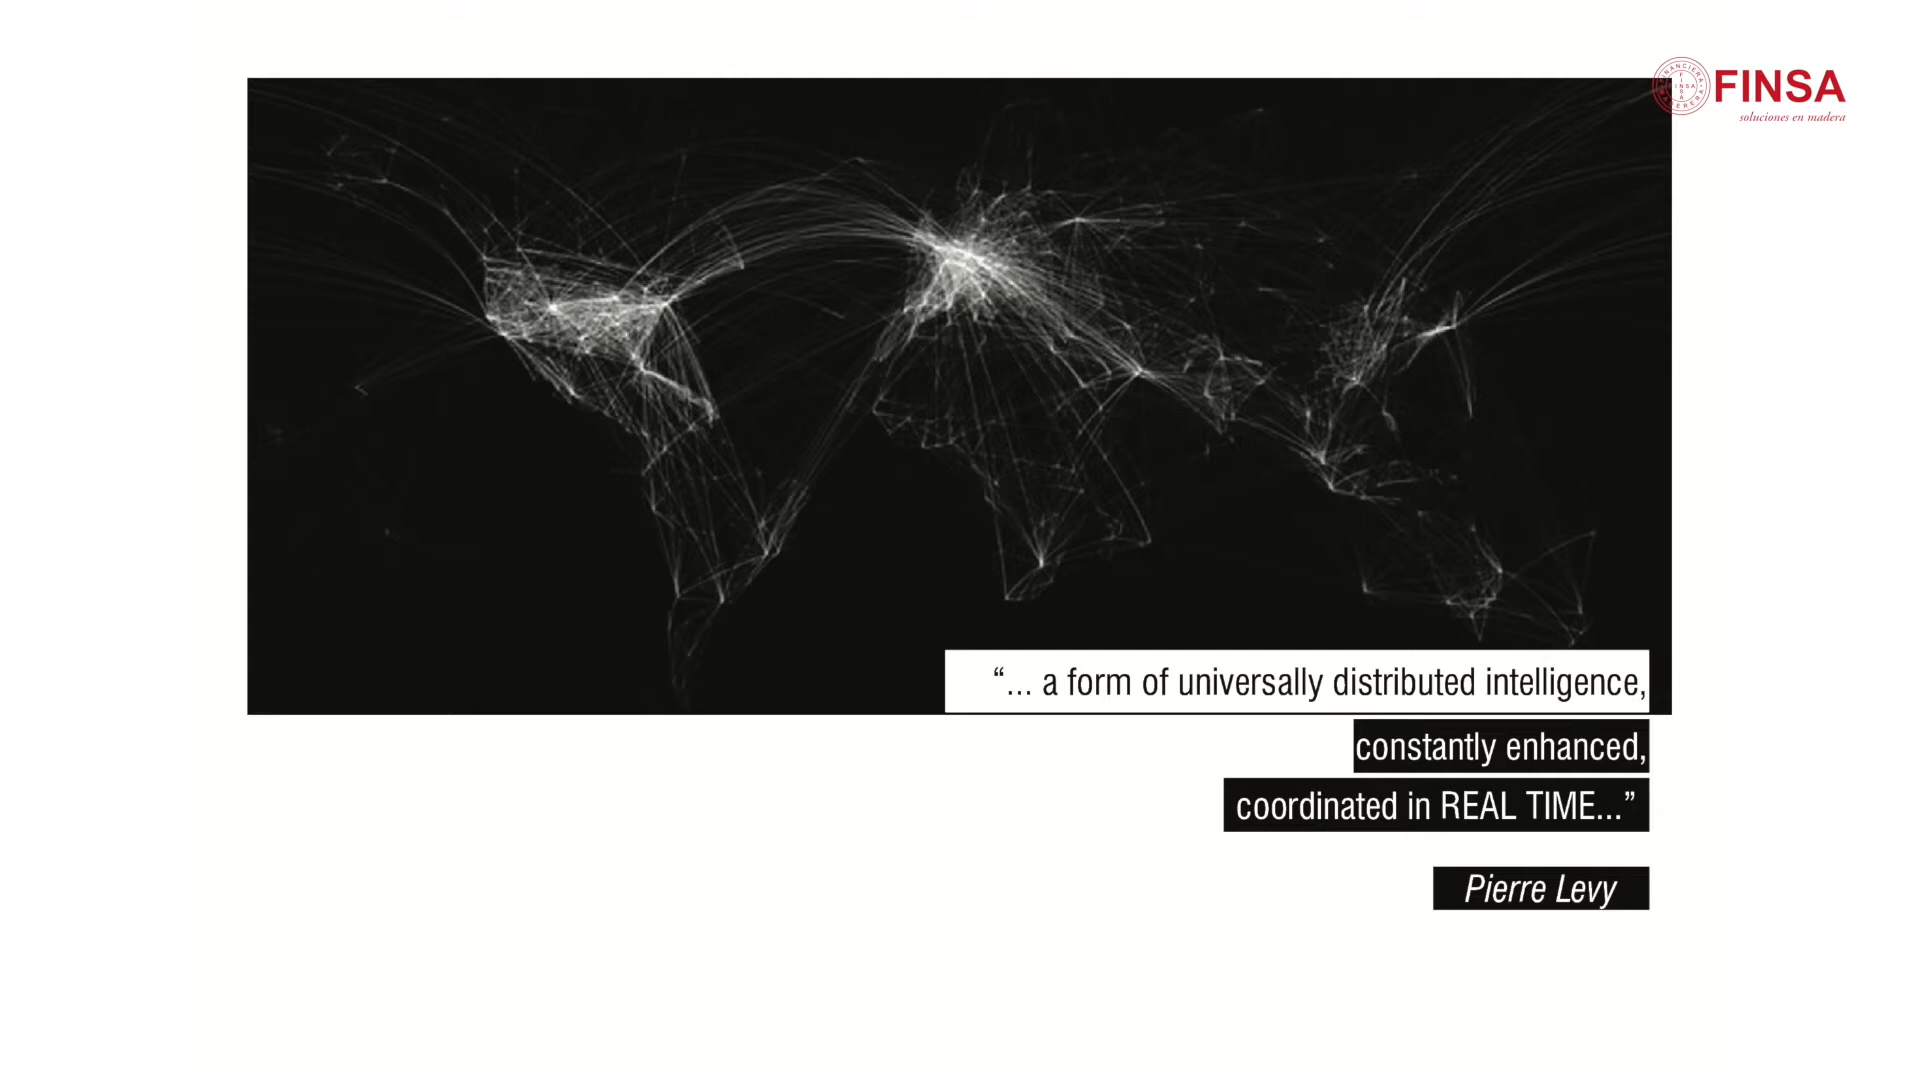 FINSA
soluciones en madera
“... a form of universally distributed intelligence,
constantly enhanced,
coordinated in REAL TIME...”
Pierre Levy